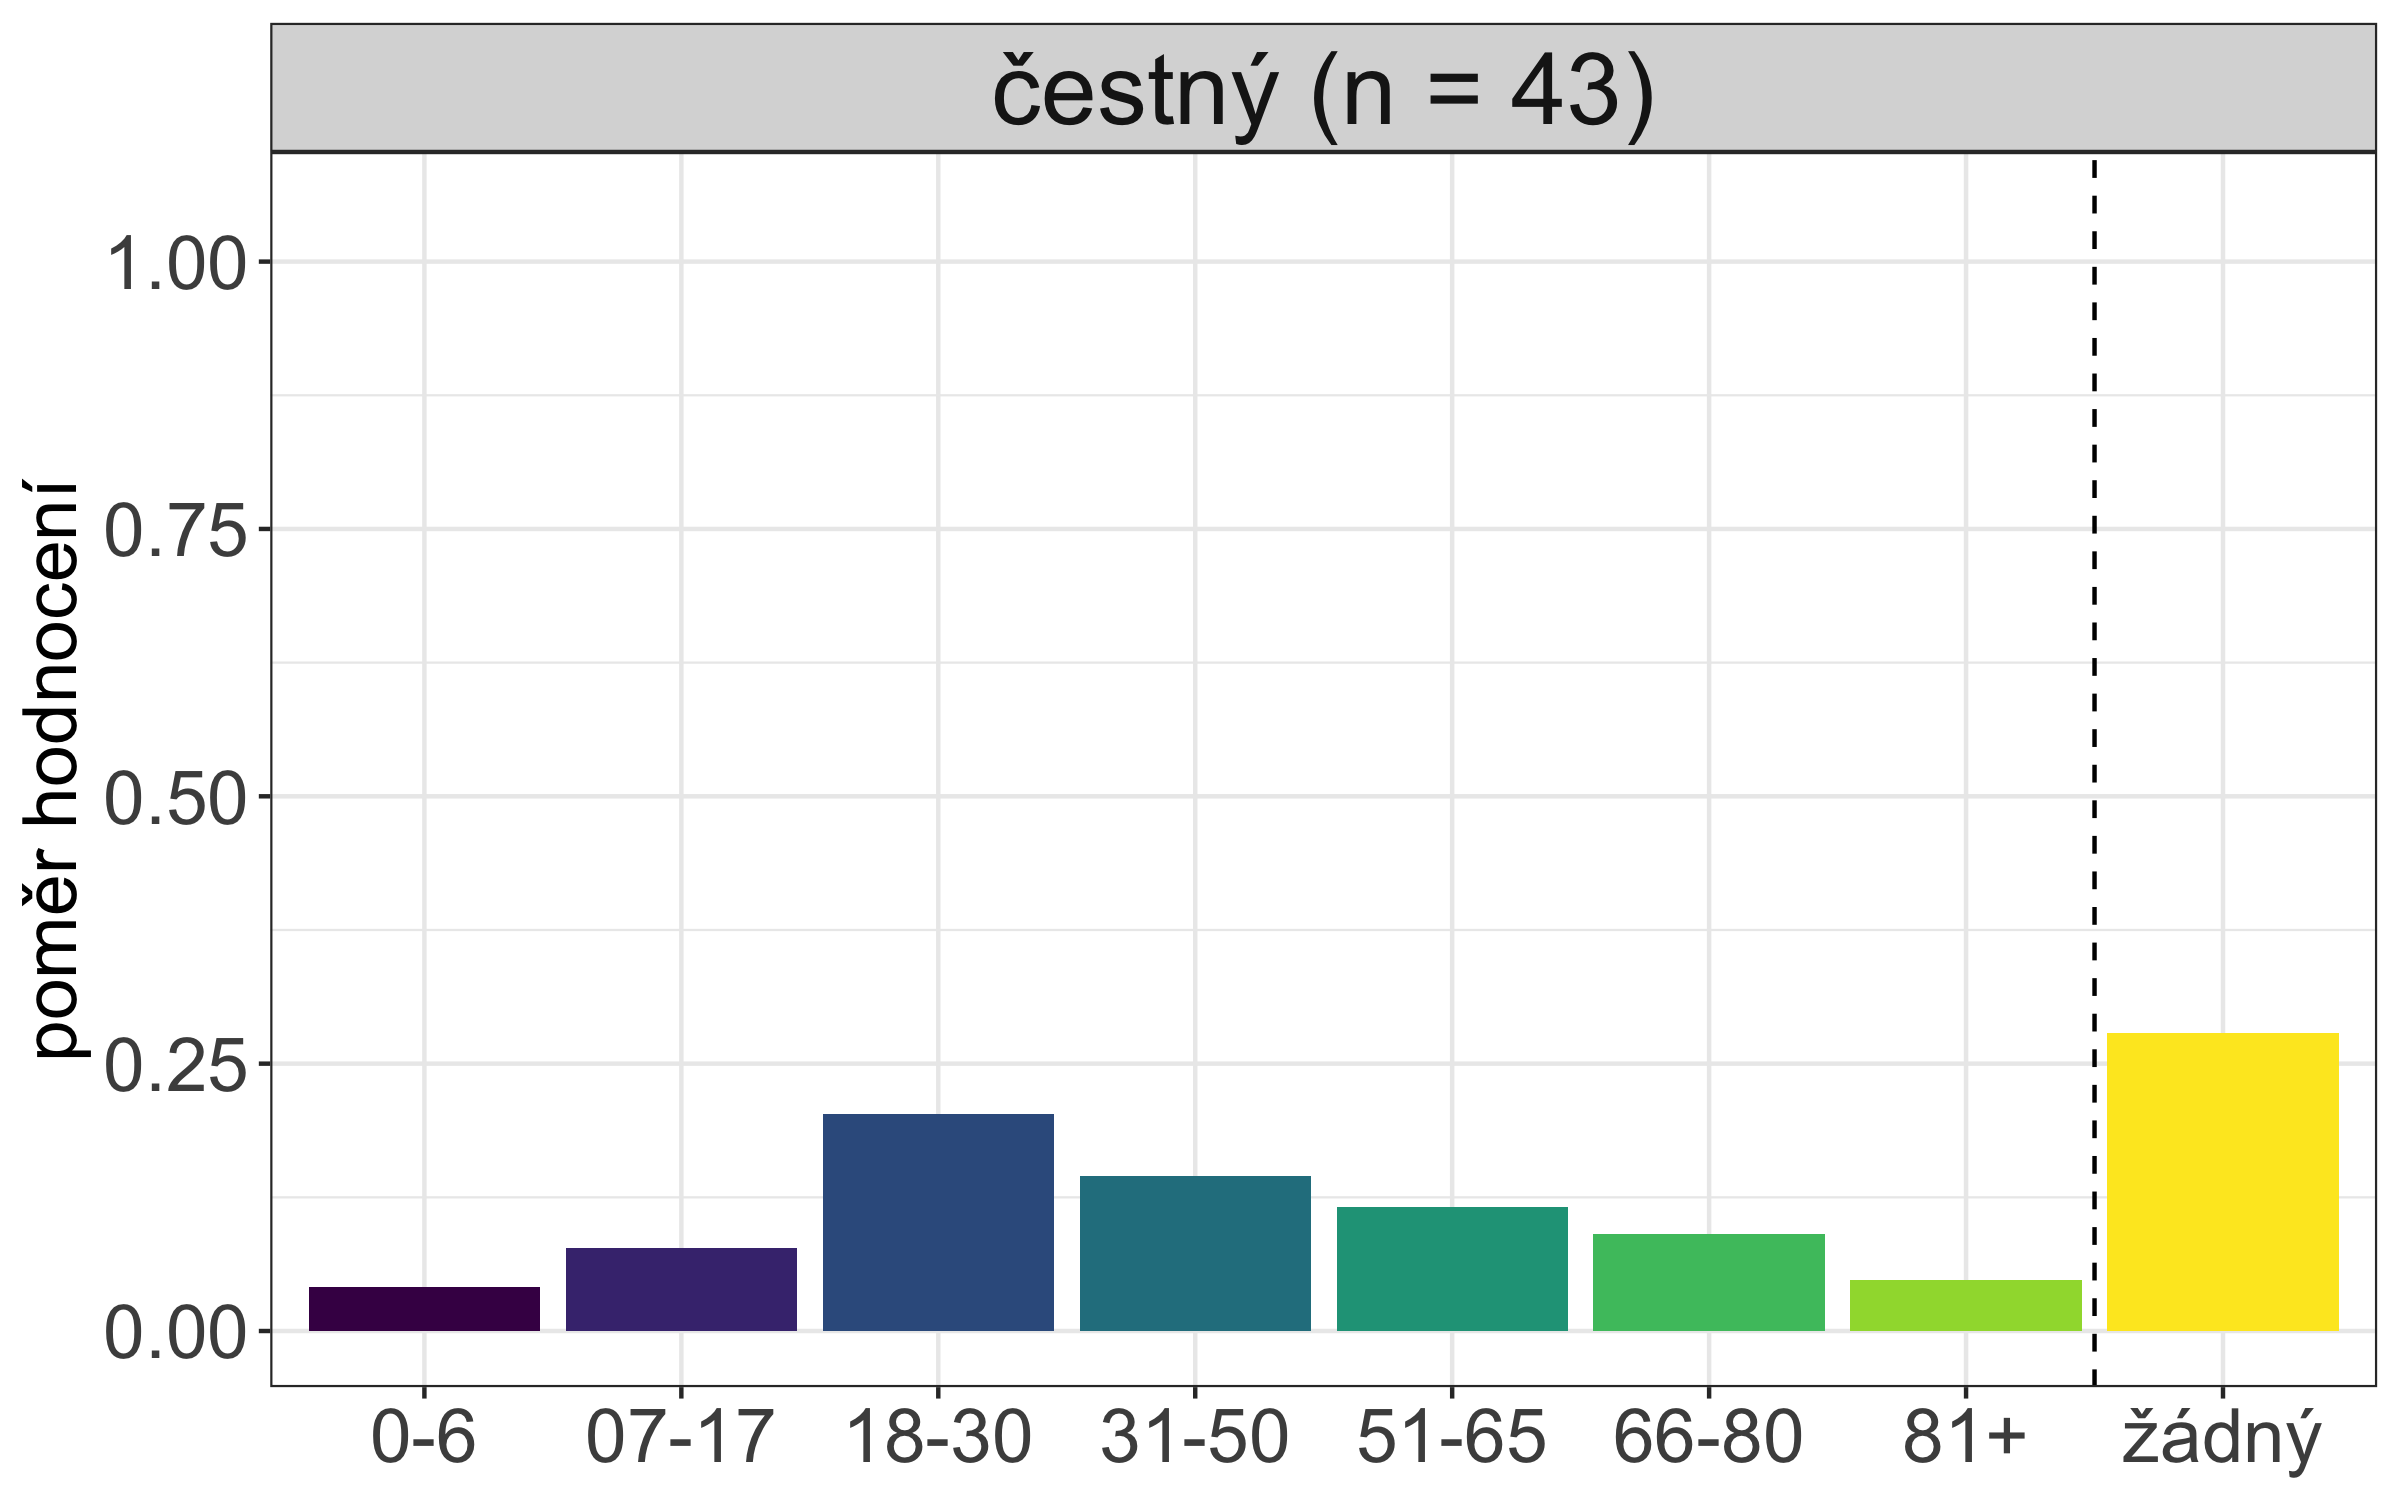 čestný (n = 43)
poměr hodnocení
1.00
0.75
0.50
0.25
0.00
0-6 07-17 18-30 31-50 51-65 66-80 81+ žádný